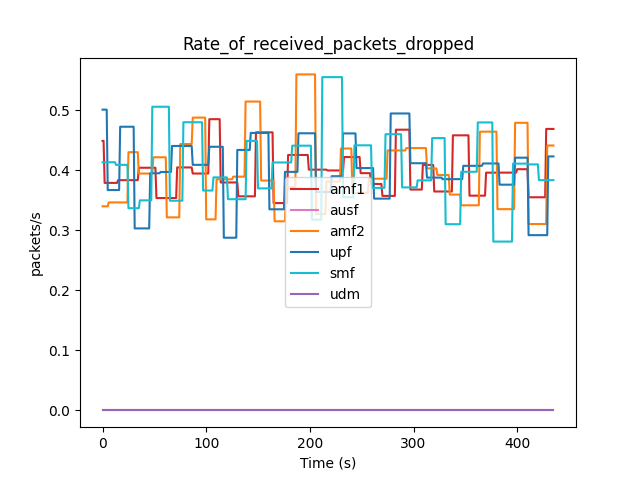 Rate_of_received_packets_dropped
packets/s
0.5
0.4
0.3
0.2
0.1
0.0
amf1
ausf
amf2
upf
smf
udm
0 100 200 300 400
Time (s)